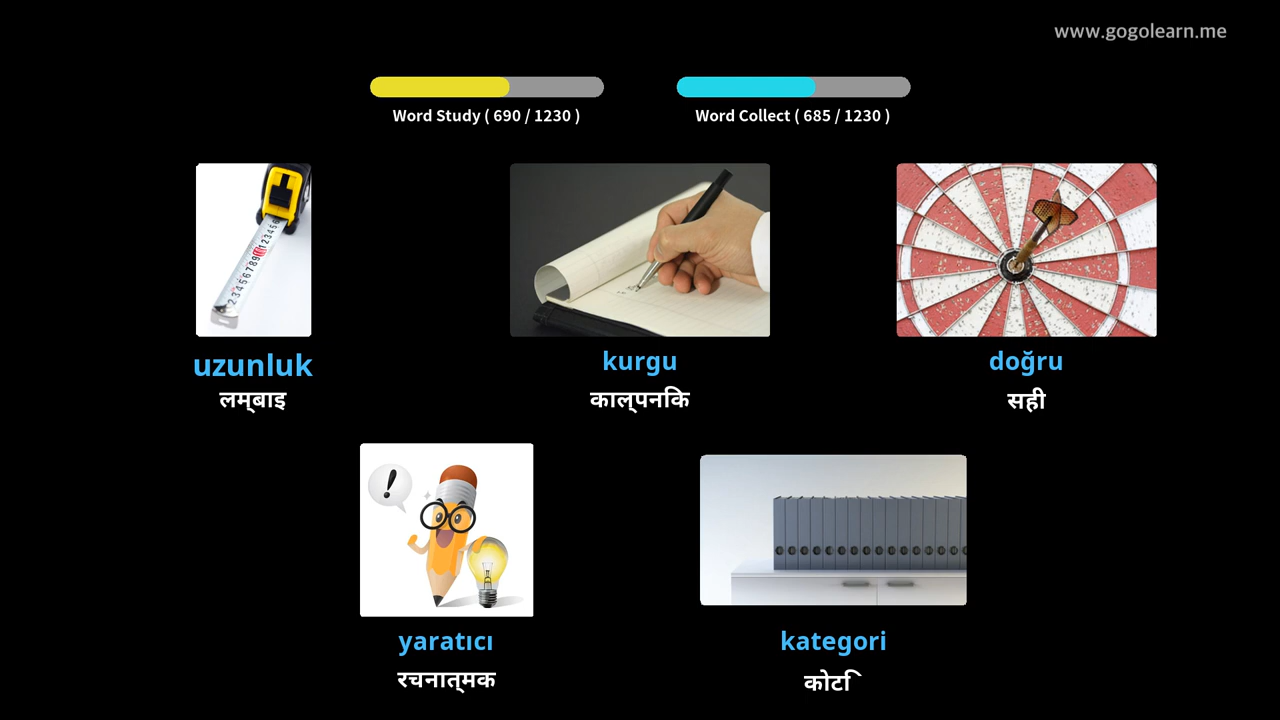 www.gogolearn.me
Word Study ( 690 / 1230 )
Word Collect ( 685 / 1230 )
uzunluk
लम्बाइ
kurgu
काल्पनिक
doğru
सही
yaratıcı
रचनात्मक
kategori
कोटि